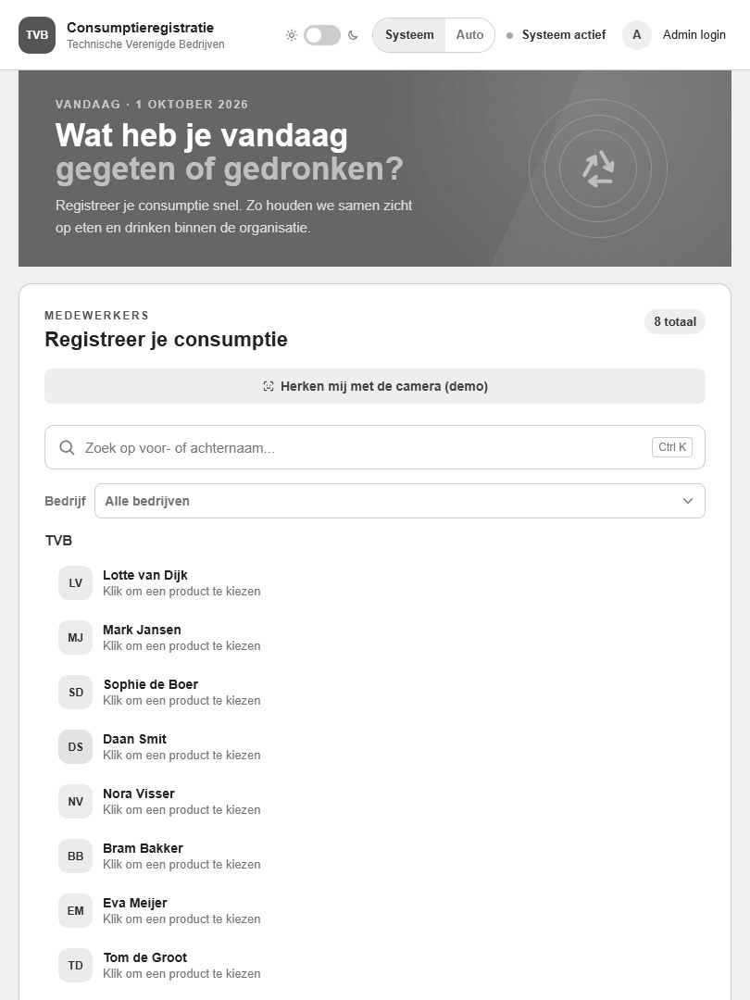 TVB
Consumptieregistratie
Technische Verenigde Bedrijven
Systeem
Auto
Systeem actief
A
Admin login
VANDAAG · 1 OKTOBER 2026
Wat heb je vandaag
gegeten of gedronken?
Registreer je consumptie snel. Zo houden we samen zicht
op eten en drinken binnen de organisatie.
MEDEWERKERS
Registreer je consumptie
8 totaal
Herken mij met de camera (demo)
Zoek op voor- of achternaam...
Ctrl K
Bedrijf
Alle bedrijven
TVB
LV
Lotte van Dijk
Klik om een product te kiezen
MJ
Mark Jansen
Klik om een product te kiezen
SD
Sophie de Boer
Klik om een product te kiezen
DS
Daan Smit
Klik om een product te kiezen
NV
Nora Visser
Klik om een product te kiezen
BB
Bram Bakker
Klik om een product te kiezen
EM
Eva Meijer
Klik om een product te kiezen
TD
Tom de Groot
Klik om een product te kiezen